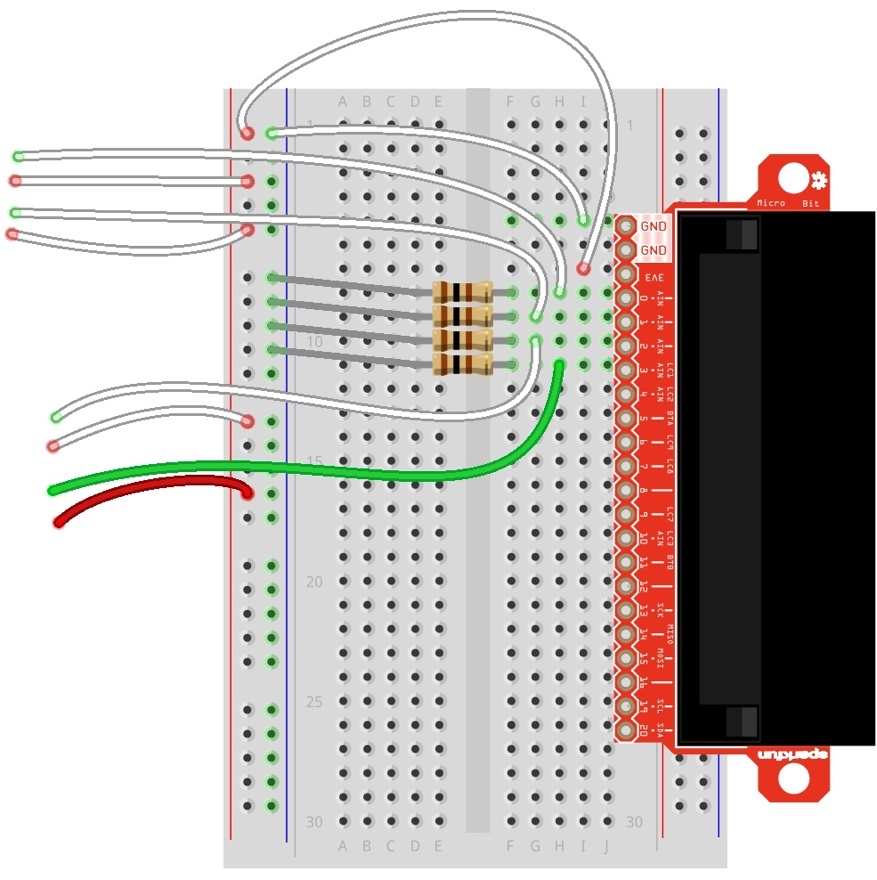 A B C D E F G H I
1 1
Micro Bit
GND
GND
3V3
0 AIN
1 AIN
2 AIN
10
3 AIN LC1
4 AIN LC2
5 BTA
6 LC9
15
7 LC8
8
9 LC7
10 AIN LC3
11 BTB
20
12
13 SCK
14 MISO
15 MOSI
16
25
19 SCL
20 SDA
sparkfun
30 30
A B C D E F G H I J